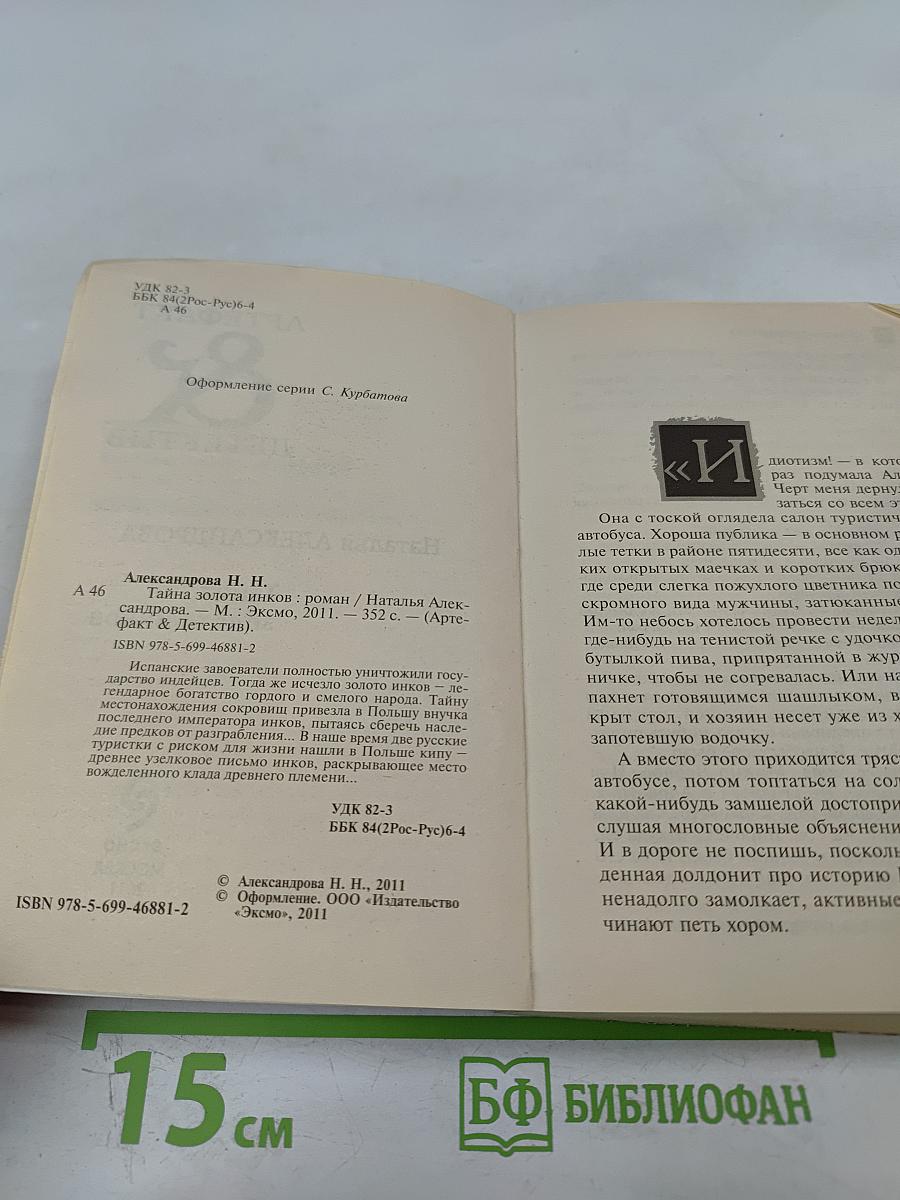 УДК 82-3
ББК 84(2Рос-Рус)6-4
А 46
Оформление серии С. Курбатова
Александрова Н. Н.
А 46 Тайна золота инков : роман / Наталья Алек-
сандрова. — М. : Эксмо, 2011. — 352 с. — (Арте-
факт & Детектив).
ISBN 978-5-699-46881-2
Испанские завоеватели полностью уничтожили госу-
дарство индейцев. Тогда же исчезло золото инков — ле-
гендарное богатство гордого и смелого народа. Тайну
местонахождения сокровищ привезла в Польшу внучка
последнего императора инков, пытаясь сберечь насле-
дие предков от разграбления... В наше время две русские
туристки с риском для жизни нашли в Польше кипу —
древнее узелковое письмо инков, раскрывающее место
вожделенного клада древнего племени...
УДК 82-3
ББК 84(2Рос-Рус)6-4
© Александрова Н. Н., 2011
© Оформление. ООО «Издательство
«Эксмо», 2011
ISBN 978-5-699-46881-2
«И
диотизм! — в кото
раз подумала Ал
Черт меня дерну
заться со всем э
Она с тоской оглядела салон туристич
автобуса. Хороша публика — в основном р
лые тетки в районе пятидесяти, все как од
ких открытых маечках и коротких брюк
где среди слегка пожухлого цветника по
скромного вида мужчины, затюканные
Им-то небось хотелось провести недел
где-нибудь на тенистой речке с удочко
бутылкой пива, припрятанной в жур
ничке, чтобы не согревалась. Или на
пахнет готовящимся шашлыком, в
крыт стол, и хозяин несет уже из х
запотевшую водочку.
А вместо этого приходится тряс
автобусе, потом топтаться на сол
какой-нибудь замшелой достопри
слушая многословные объяснени
И в дороге не поспишь, посколь
денная долдонит про историю
ненадолго замолкает, активные
чинают петь хором.
15 см
БФ БИБЛИОФАН